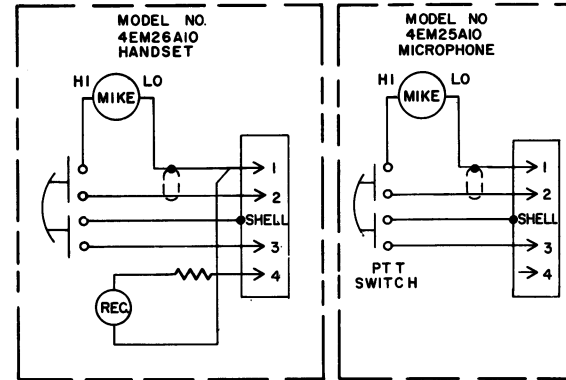 MODEL NO.
4EM26A10
HANDSET
HI
LO
MIKE
1
2
SHELL
3
4
REC.
MODEL NO
4EM25A10
MICROPHONE
HI
LO
MIKE
1
2
SHELL
3
4
PTT
SWITCH